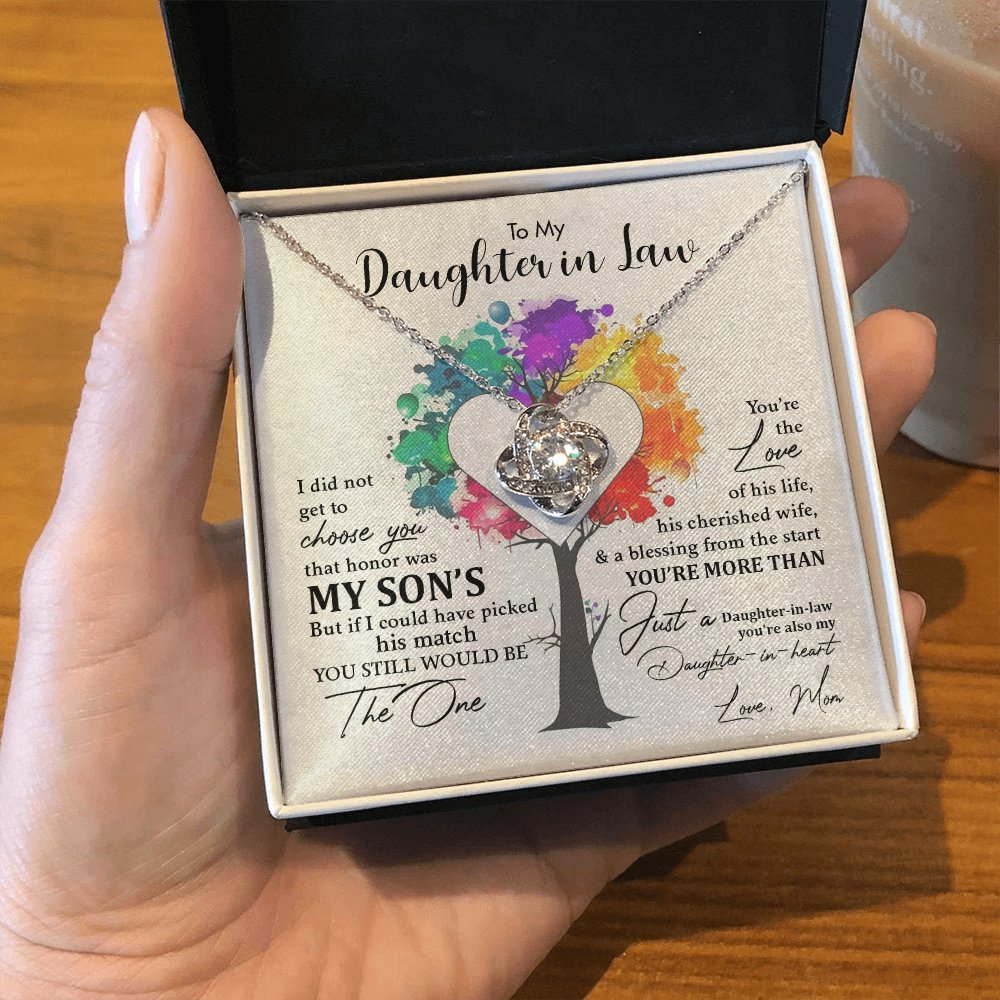 To My
Daughter in Law
I did not
get to
choose you
that honor was
MY SON'S
But if I could have picked
his match
YOU STILL WOULD BE
The One
You're
the
Love
of his life,
his cherished wife,
& a blessing from the start
YOU'RE MORE THAN
Just a Daughter-in-law
you're also my
Daughter-in-heart
Love, Mom